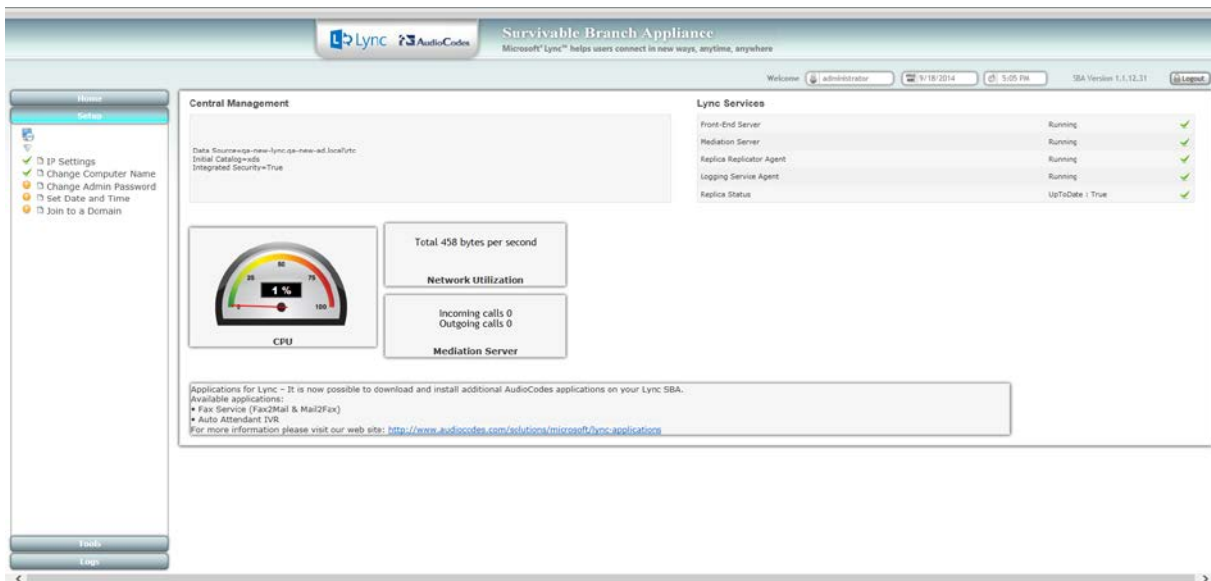 Lync AudioCodes
Survivable Branch Appliance
Microsoft® Lync™ helps users connect in new ways, anytime, anywhere
Welcome administrator 9/18/2014 5:05 PM SBA Version 1.1.12.31 Logout
Home
Setup
IP Settings
Change Computer Name
Change Admin Password
Set Date and Time
Join to a Domain
Tools
Logs
Central Management
Data Source=qa-new-lync.qa-new-ad.local\rtc
Initial Catalog=xds
Integrated Security=True
Lync Services
Front-End Server Running
Mediation Server Running
Replica Replicator Agent Running
Logging Service Agent Running
Replica Status UpToDate : True
0 25 50 75 100
1 %
CPU
Total 458 bytes per second
Network Utilization
Incoming calls 0
Outgoing calls 0
Mediation Server
Applications for Lync – It is now possible to download and install additional AudioCodes applications on your Lync SBA.
Available applications:
• Fax Service (Fax2Mail & Mail2Fax)
• Auto Attendant IVR
For more information please visit our web site: http://www.audiocodes.com/solutions/microsoft/lync-applications